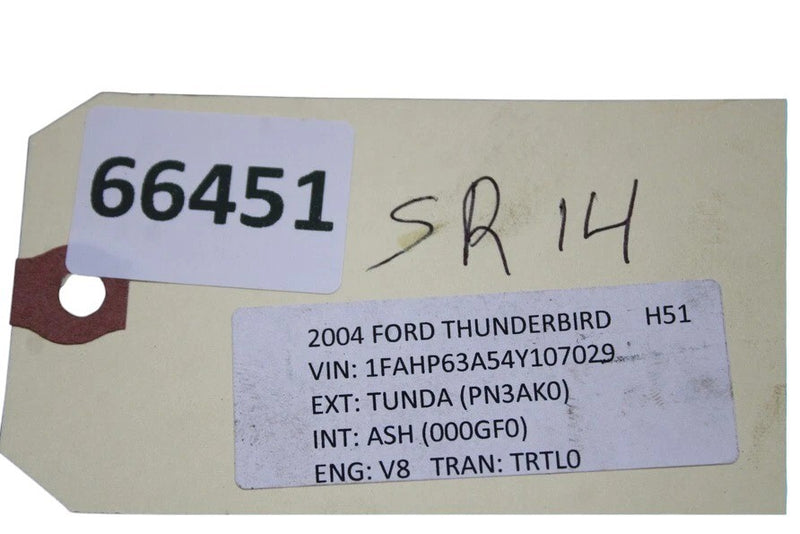 66451
SR 14
2004 FORD THUNDERBIRD H51
VIN: 1FAHP63A54Y107029
EXT: TUNDA (PN3AK0)
INT: ASH (000GF0)
ENG: V8 TRAN: TRTL0